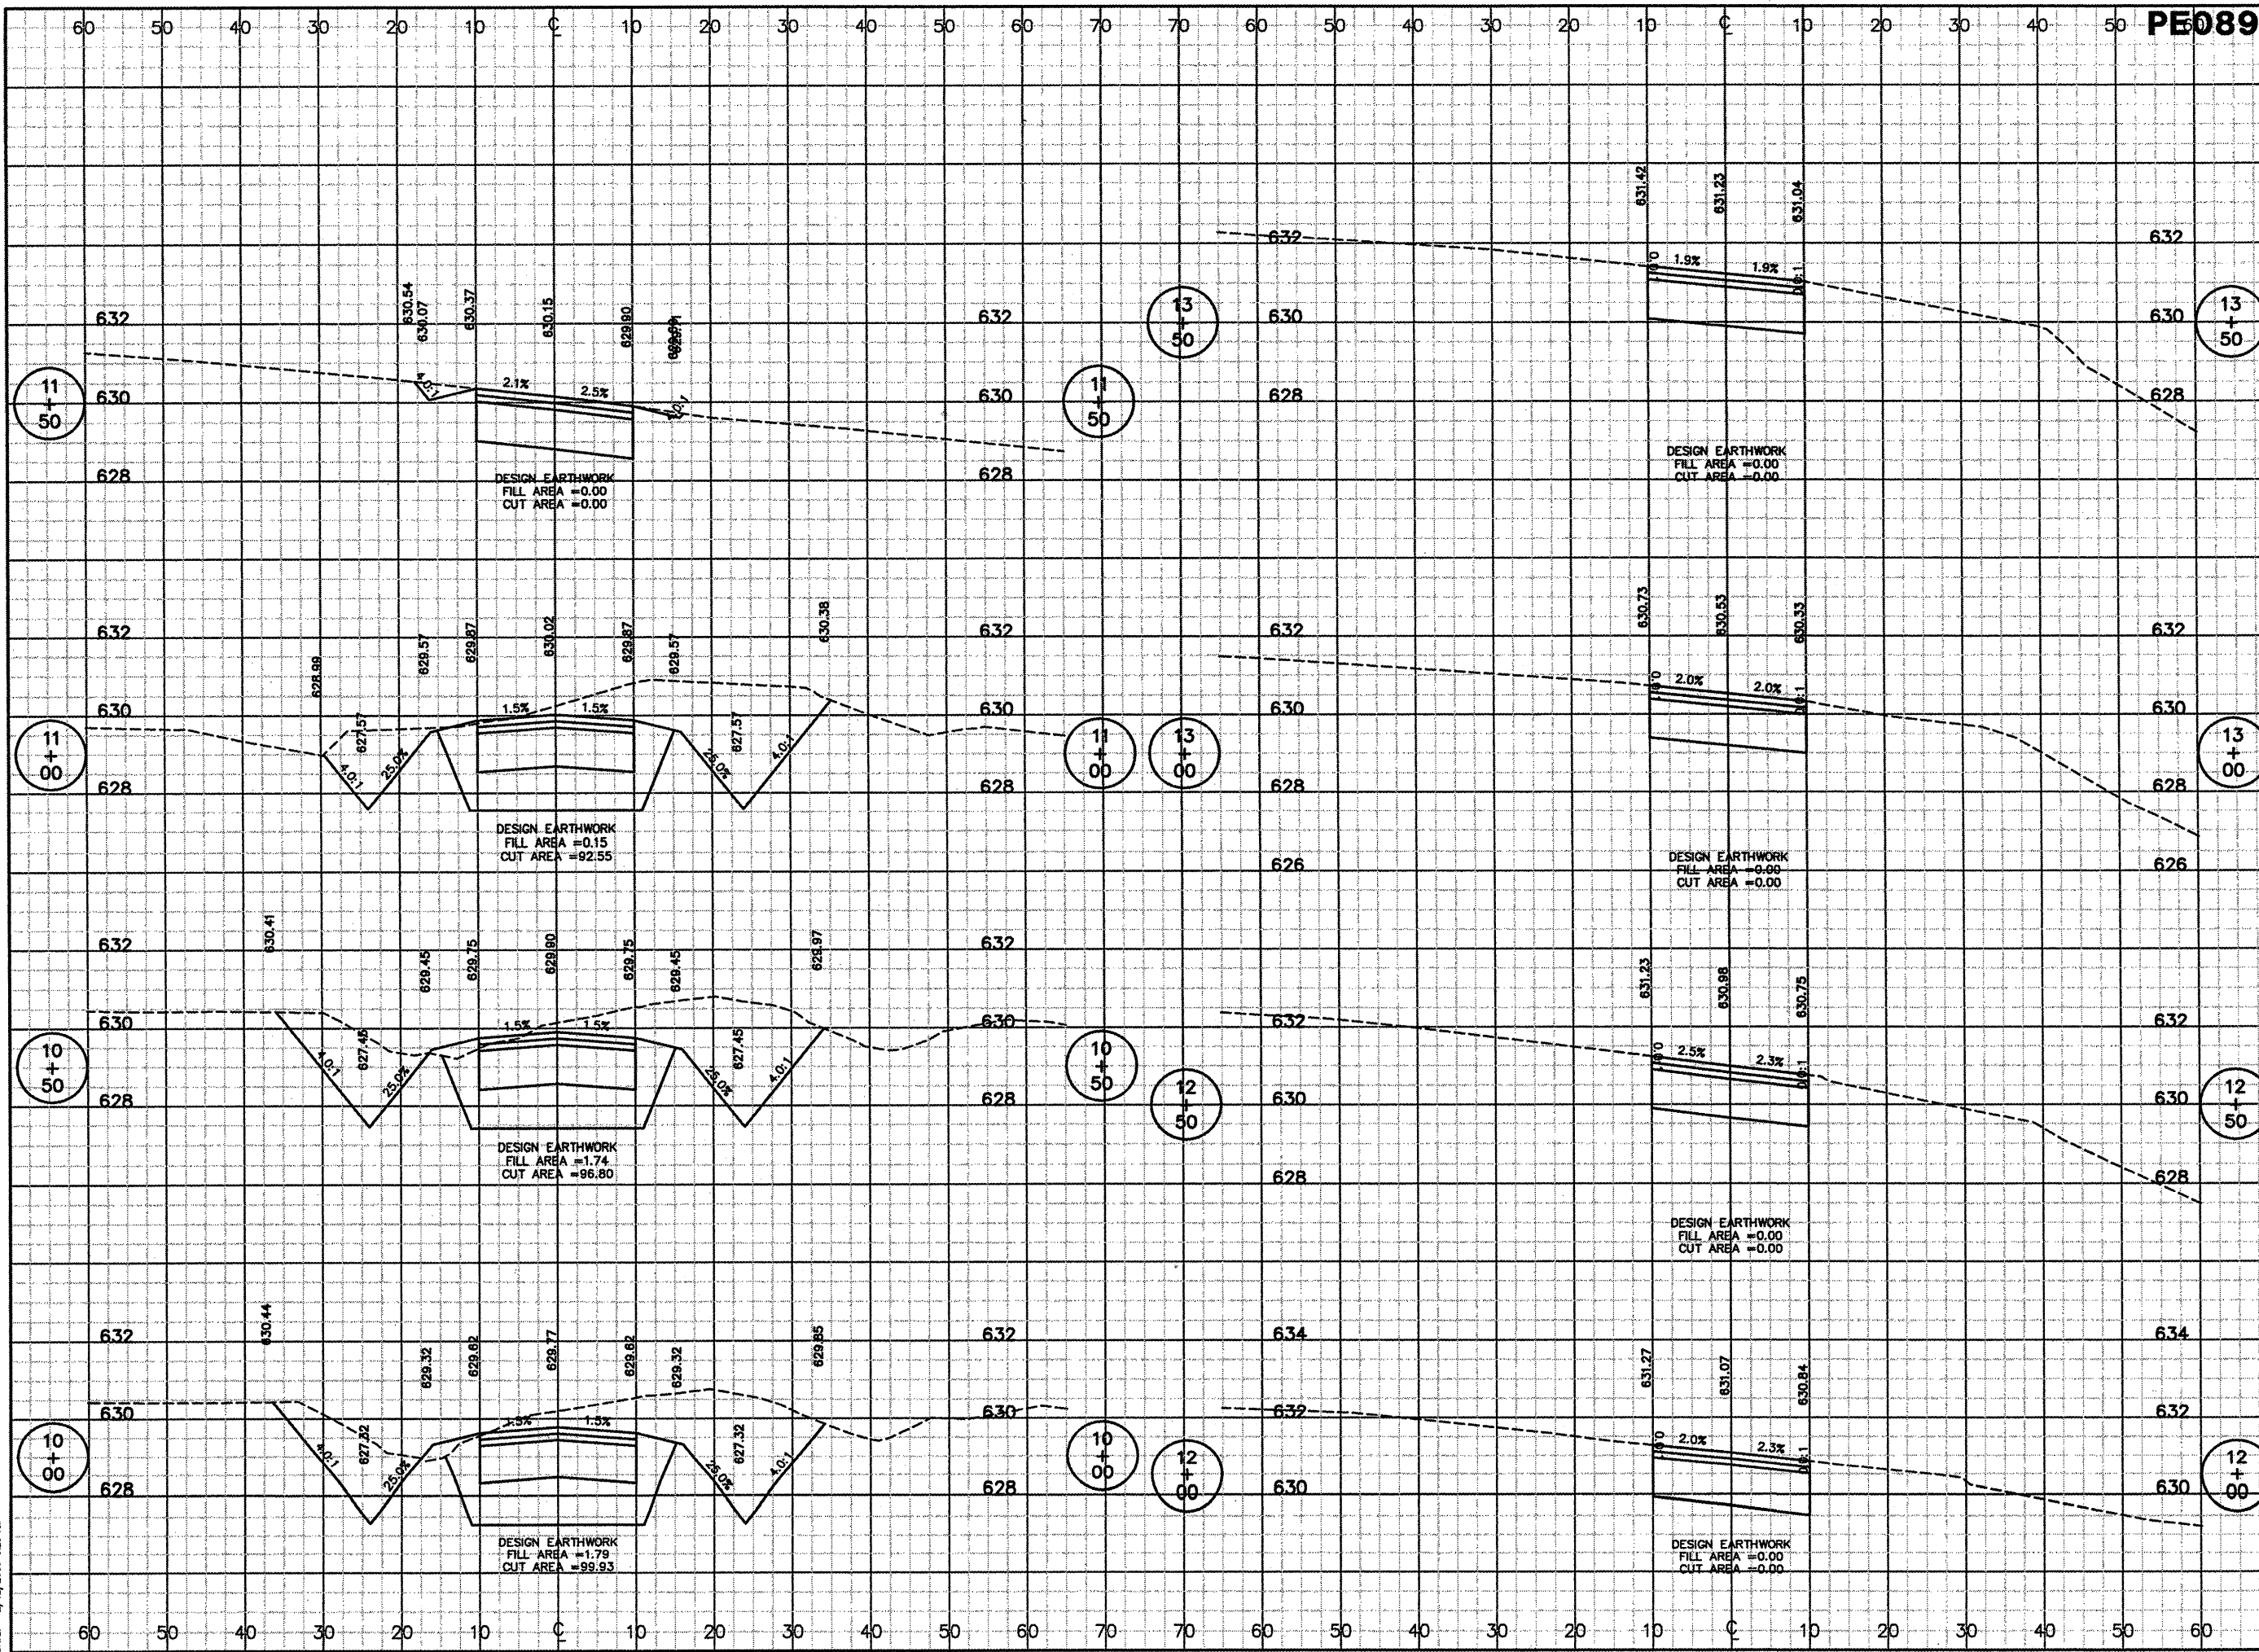 60 50 40 30 20 10 ℄ 10 20 30 40 50 60 70 70 60 50 40 30 20 10 ℄ 10 20 30 40 50 60
PE089
630.54
630.07
630.37
630.15
629.90
632 632
4.0:1 2.1% 2.5%
630 630
11 + 50
11 + 50
628 628
DESIGN EARTHWORK
FILL AREA =0.00
CUT AREA =0.00
628.99
629.57
629.87
630.02
629.87
629.57
630.38
632 632
1.5% 1.5%
630 630
627.57 627.57
4.0:1 25.0% 25.0% 4.0:1
11 + 00
11 + 00
628 628
DESIGN EARTHWORK
FILL AREA =0.15
CUT AREA =92.55
630.41
629.45
629.75
629.90
629.75
629.45
629.97
632 632
1.5% 1.5%
630 630
627.45 627.45
4.0:1 25.0% 25.0% 4.0:1
10 + 50
10 + 50
628 628
DESIGN EARTHWORK
FILL AREA =1.74
CUT AREA =96.80
630.44
629.32
629.62
629.77
629.62
629.32
629.85
632 632
1.5% 1.5%
630 630
627.32 627.32
4.0:1 25.0% 25.0% 4.0:1
10 + 00
10 + 00
628 628
DESIGN EARTHWORK
FILL AREA =1.79
CUT AREA =99.93
631.42
631.23
631.04
632 632
1.9% 1.9%
630 630
13 + 50
13 + 50
628 628
DESIGN EARTHWORK
FILL AREA =0.00
CUT AREA =0.00
630.73
630.53
630.33
632 632
2.0% 2.0%
630 630
13 + 00
13 + 00
628 628
626 626
DESIGN EARTHWORK
FILL AREA =0.00
CUT AREA =0.00
631.23
630.98
630.75
632 632
2.5% 2.3%
630 630
12 + 50
12 + 50
628 628
DESIGN EARTHWORK
FILL AREA =0.00
CUT AREA =0.00
631.27
631.07
630.84
634 634
632 632
2.0% 2.3%
12 + 00
12 + 00
630 630
DESIGN EARTHWORK
FILL AREA =0.00
CUT AREA =0.00
60 50 40 30 20 10 ℄ 10 20 30 40 50 60 70 70 60 50 40 30 20 10 ℄ 10 20 30 40 50 60